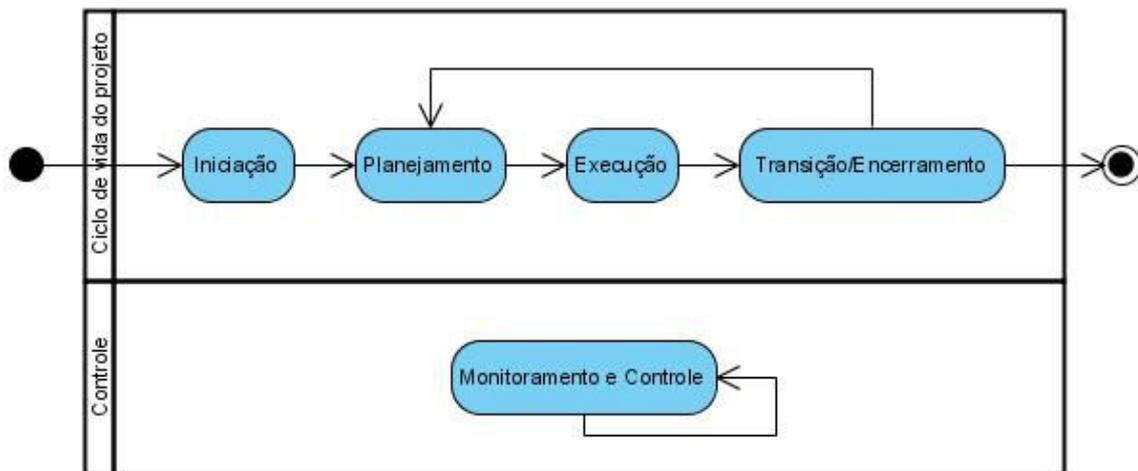 Ciclo de vida do projeto
Iniciação
Planejamento
Execução
Transição/Encerramento
Controle
Monitoramento e Controle